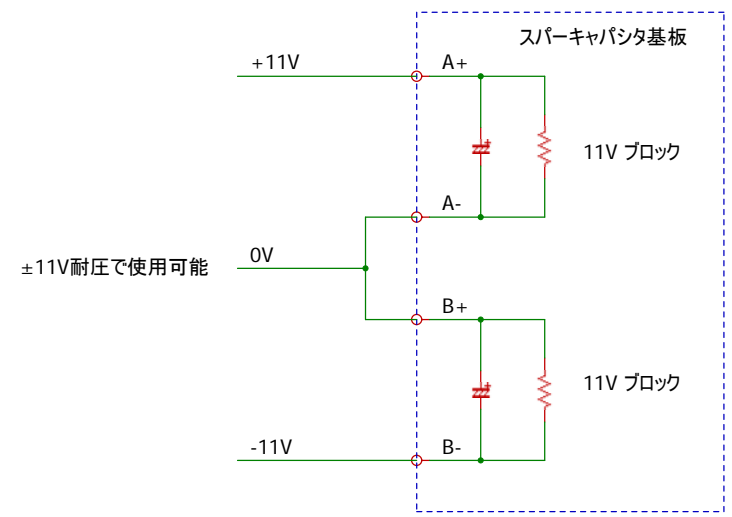 スパーキャパシタ基板
+11V
A+
11V ブロック
A-
0V
±11V耐圧で使用可能
B+
11V ブロック
-11V
B-